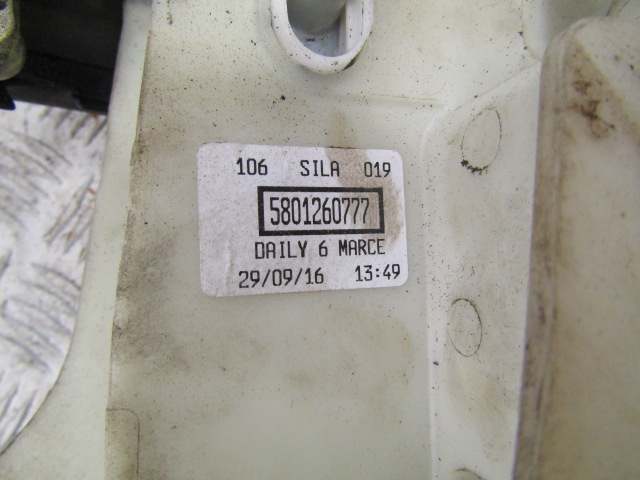 106 SILA 019
5801260777
DAILY 6 MARCE
29/09/16 13:49